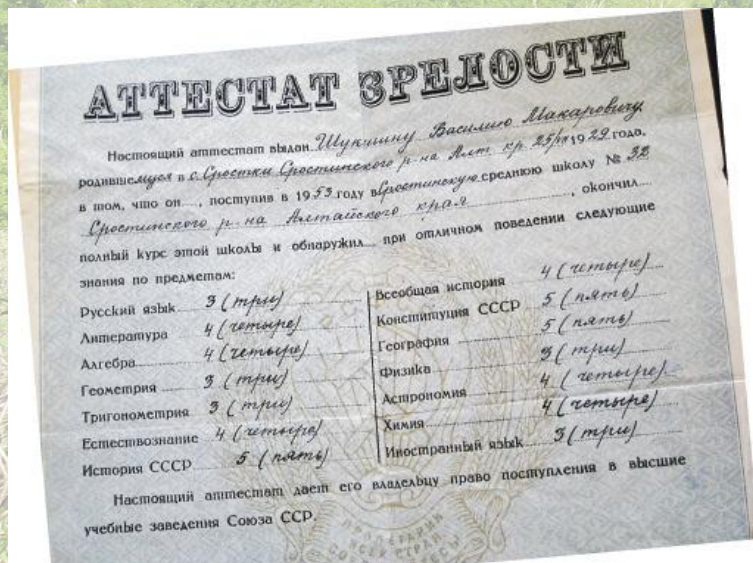 АТТЕСТАТ ЗРЕЛОСТИ
Настоящий аттестат выдан Шукшину Василию Макаровичу,
родившемуся в с. Сростки Сростинского р-на Алт. кр. 25/VII 1929 года,
в том, что он, поступив в 1953 году в Сростинскую среднюю школу № 32
Сростинского р-на Алтайского края, окончил
полный курс этой школы и обнаружил при отличном поведении следующие
знания по предметам:
Русский язык 3 (три)
Литература 4 (четыре)
Алгебра 4 (четыре)
Геометрия 3 (три)
Тригонометрия 3 (три)
Естествознание 4 (четыре)
История СССР 5 (пять)
Всеобщая история 4 (четыре)
Конституция СССР 5 (пять)
География 5 (пять)
Физика 3 (три)
Астрономия 4 (четыре)
Химия 4 (четыре)
Иностранный язык 3 (три)
Настоящий аттестат дает его владельцу право поступления в высшие
учебные заведения Союза ССР.